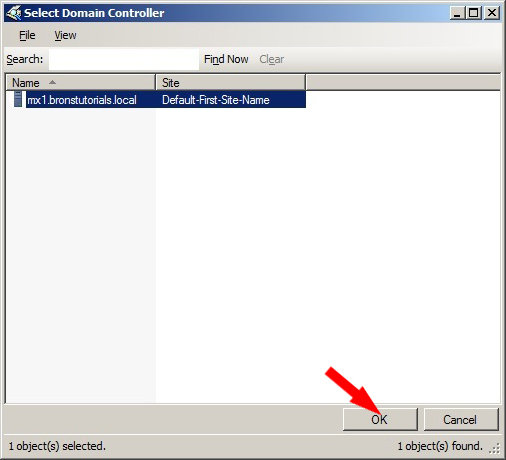 Select Domain Controller
File View
Search: Find Now Clear
Name Site
mx1.bronstutorials.local Default-First-Site-Name
OK Cancel
1 object(s) selected. 1 object(s) found.